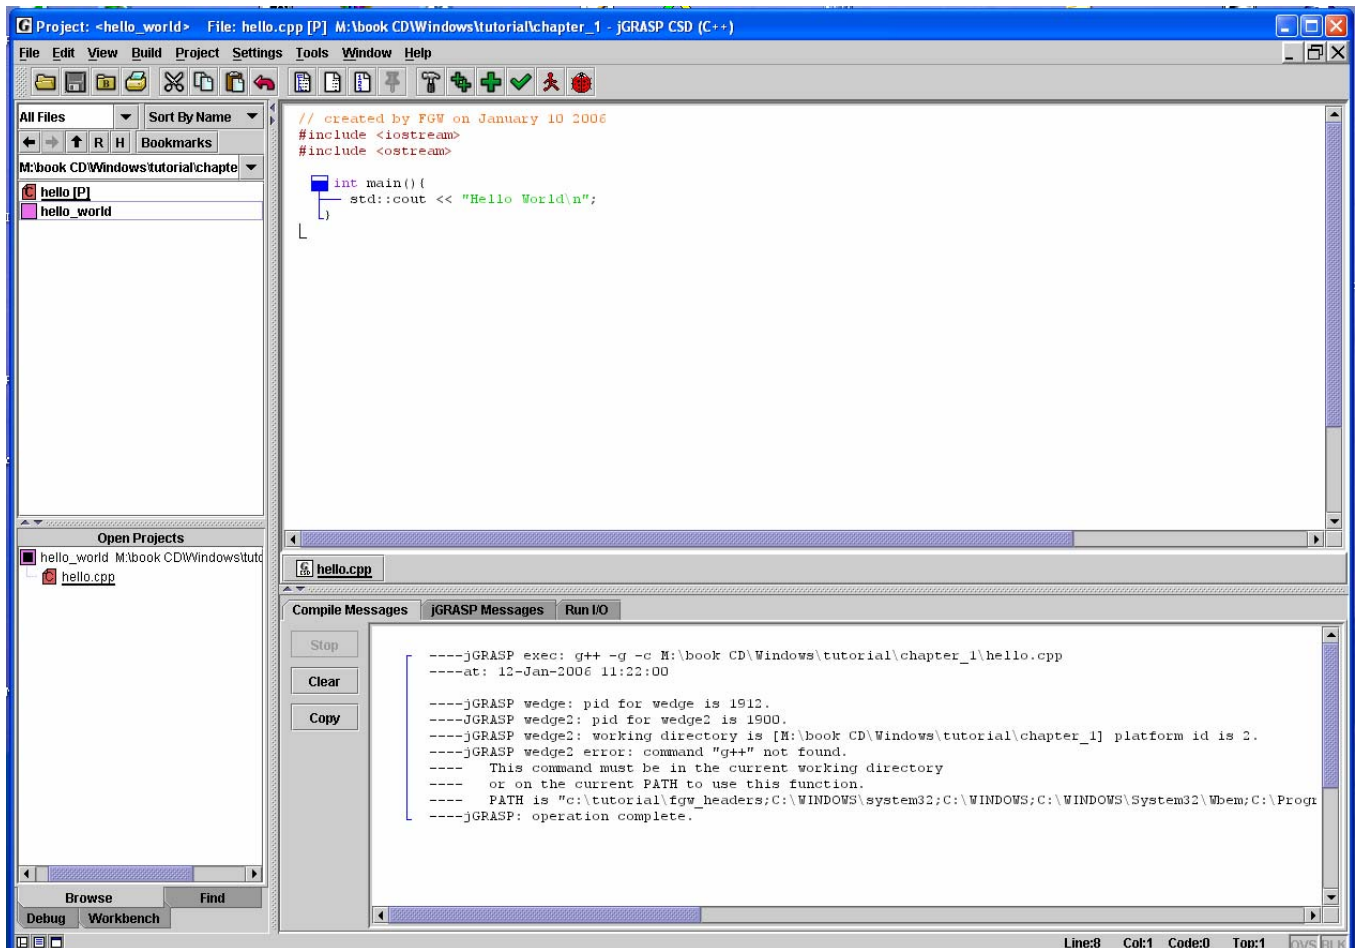 Project: <hello_world> File: hello.cpp [P] M:\book CD\Windows\tutorial\chapter_1 - jGRASP CSD (C++)
File Edit View Build Project Settings Tools Window Help
All Files
Sort By Name
R H Bookmarks
M:\book CD\Windows\tutorial\chapte
hello [P]
hello_world
// created by FGW on January 10 2006
#include <iostream>
#include <ostream>
int main(){
std::cout << "Hello World\n";
}
Open Projects
hello_world M:\book CD\Windows\tuto
hello.cpp
Browse
Find
Debug
Workbench
hello.cpp
Compile Messages
jGRASP Messages
Run I/O
Stop
Clear
Copy
----jGRASP exec: g++ -g -c M:\book CD\Windows\tutorial\chapter_1\hello.cpp
----at: 12-Jan-2006 11:22:00
----jGRASP wedge: pid for wedge is 1912.
----JGRASP wedge2: pid for wedge2 is 1900.
----jGRASP wedge2: working directory is [M:\book CD\Windows\tutorial\chapter_1] platform id is 2.
----jGRASP wedge2 error: command "g++" not found.
---- This command must be in the current working directory
---- or on the current PATH to use this function.
---- PATH is "c:\tutorial\fgw_headers;C:\WINDOWS\system32;C:\WINDOWS;C:\WINDOWS\System32\Wbem;C:\Progr
----jGRASP: operation complete.
Line:8 Col:1 Code:0 Top:1 OVS BLK